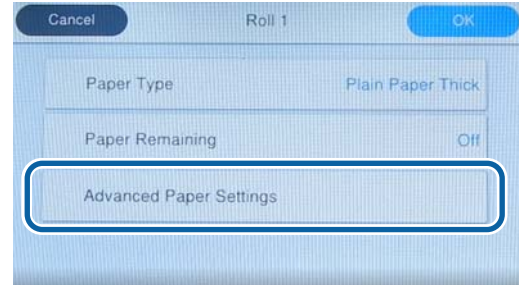 Cancel Roll 1 OK
Paper Type Plain Paper Thick
Paper Remaining Off
Advanced Paper Settings